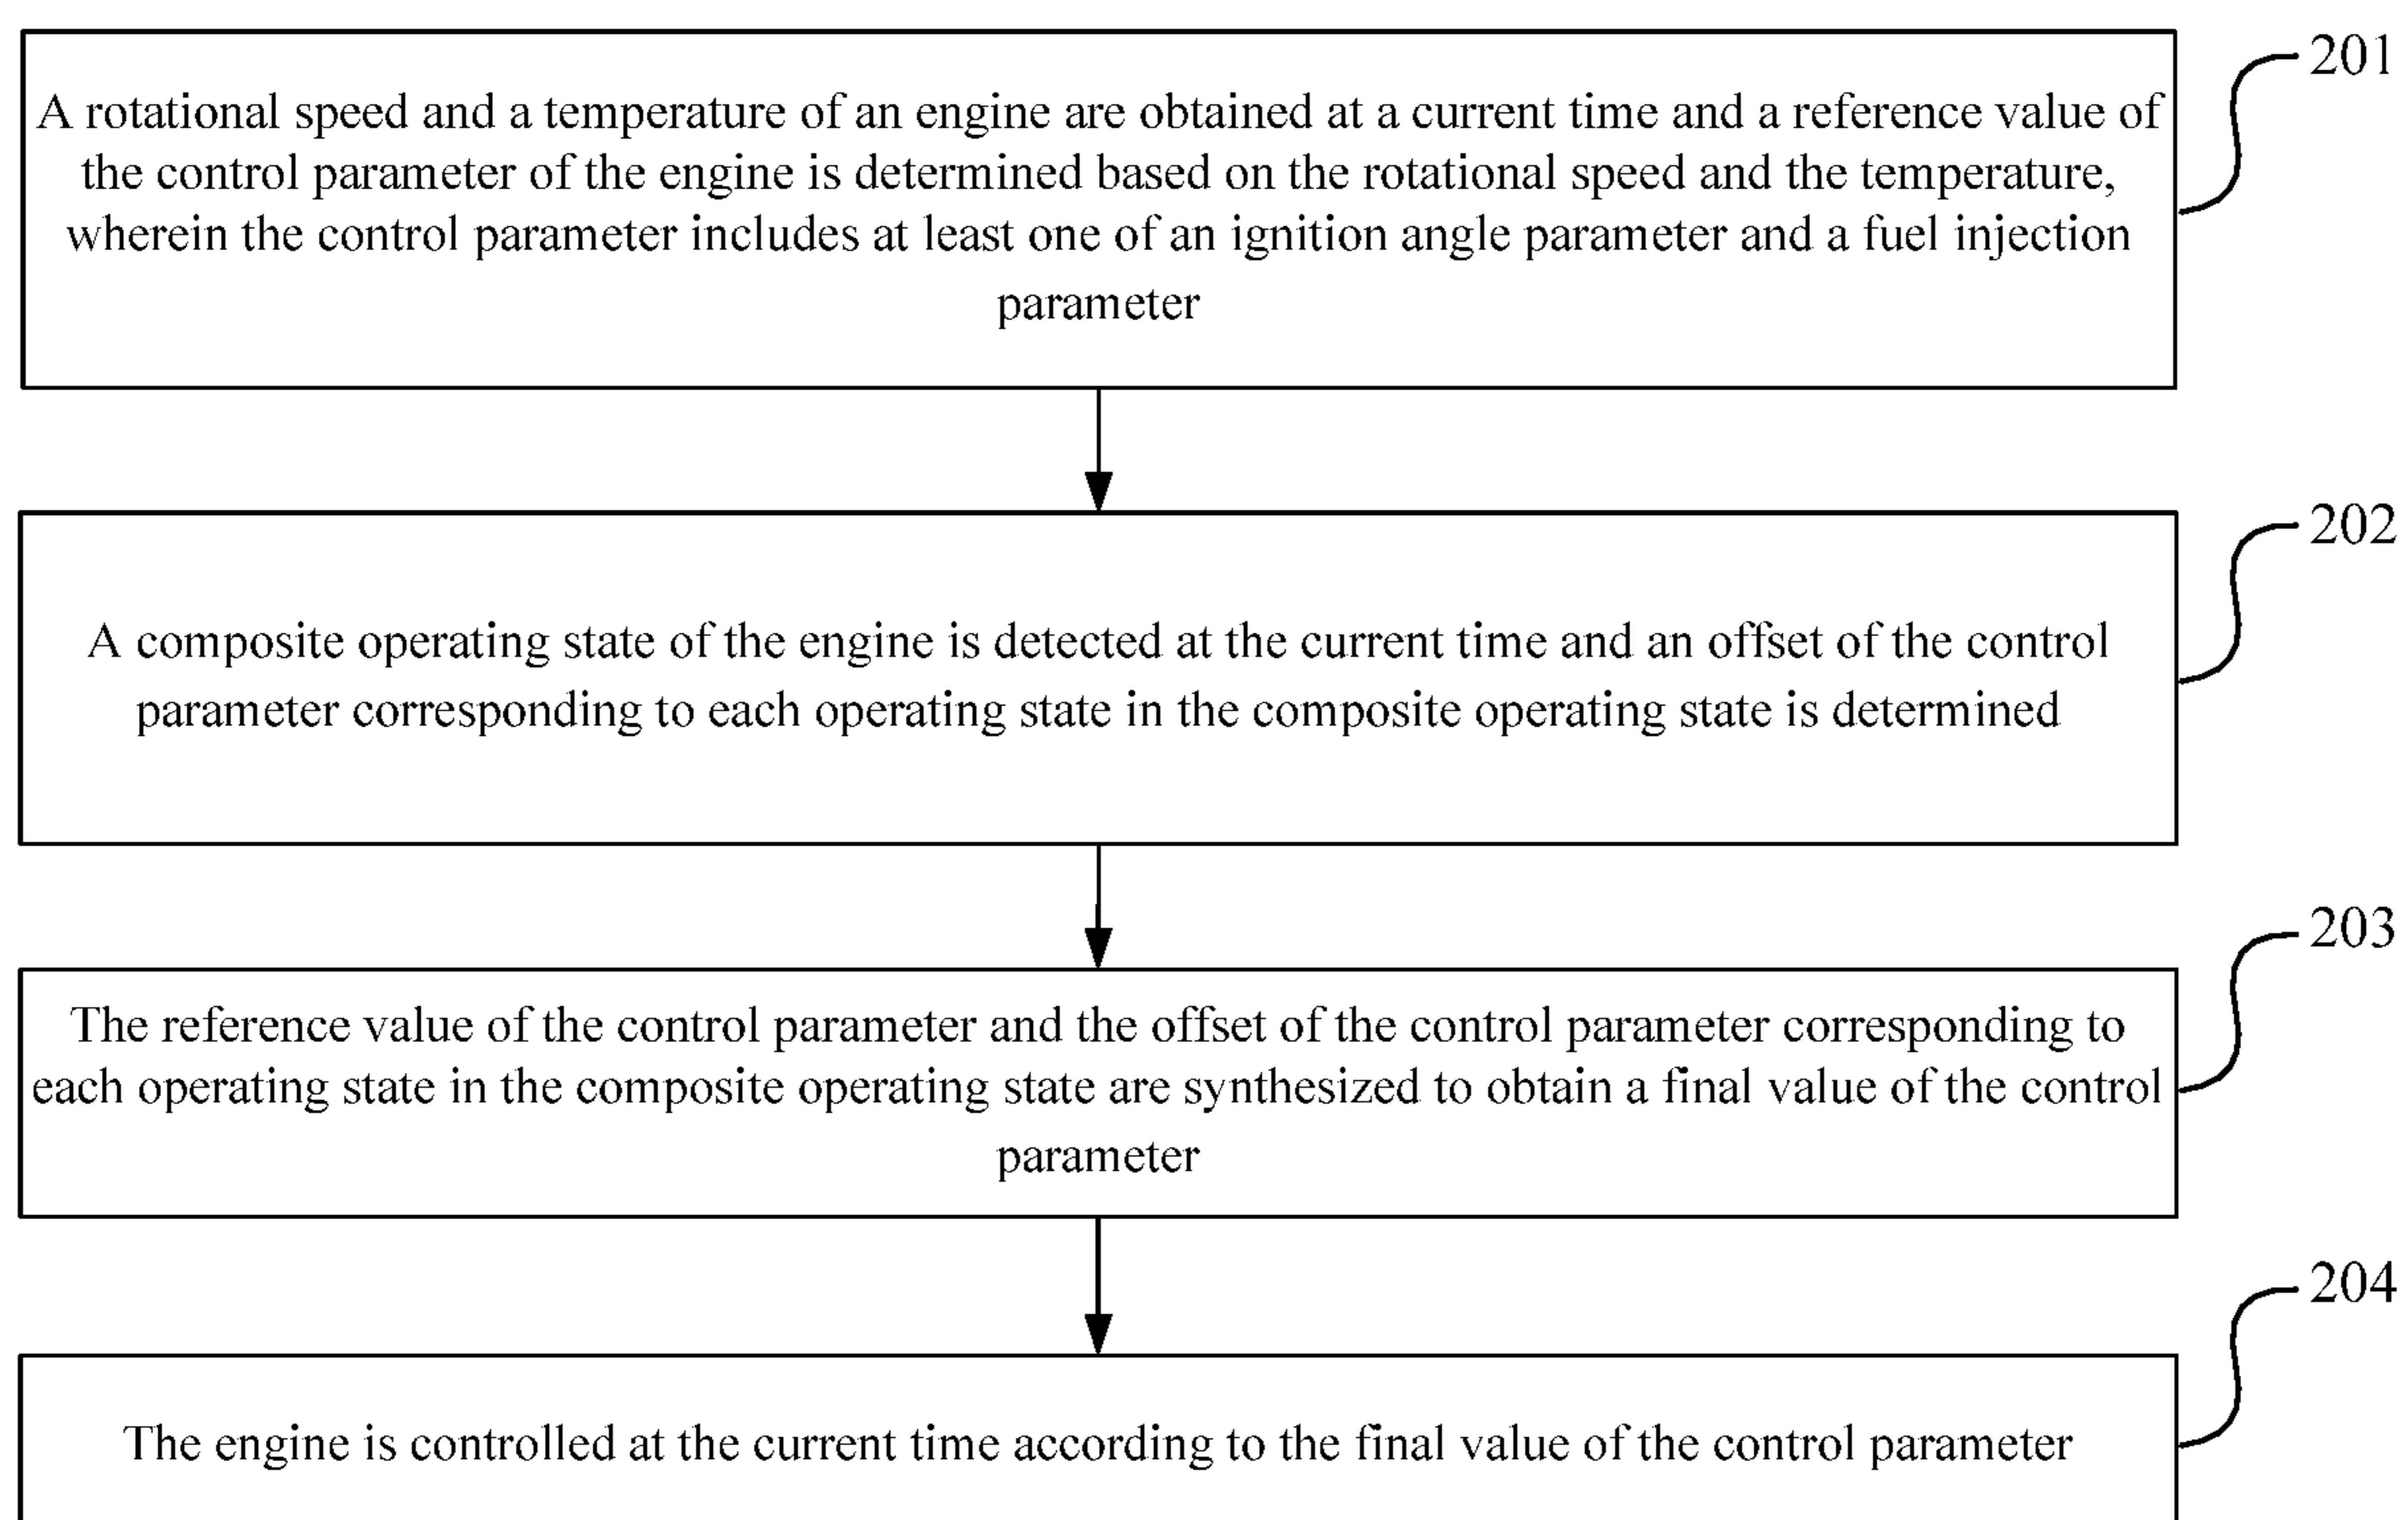 201
A rotational speed and a temperature of an engine are obtained at a current time and a reference value of
the control parameter of the engine is determined based on the rotational speed and the temperature,
wherein the control parameter includes at least one of an ignition angle parameter and a fuel injection
parameter
202
A composite operating state of the engine is detected at the current time and an offset of the control
parameter corresponding to each operating state in the composite operating state is determined
203
The reference value of the control parameter and the offset of the control parameter corresponding to
each operating state in the composite operating state are synthesized to obtain a final value of the control
parameter
204
The engine is controlled at the current time according to the final value of the control parameter